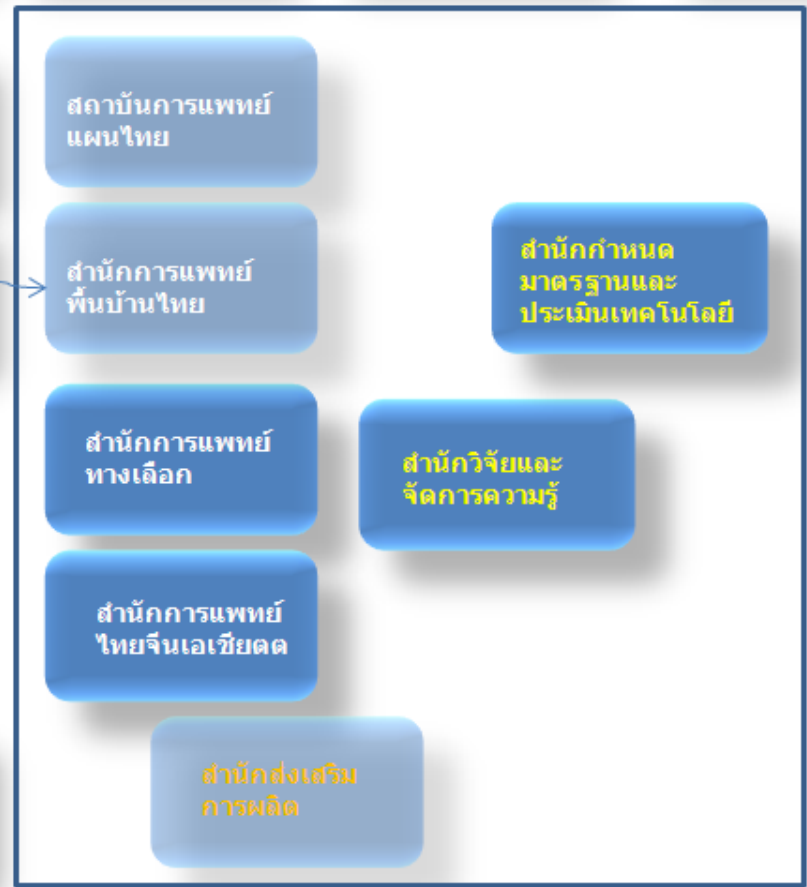 สถาบันการแพทย์
แผนไทย
สำนักการแพทย์
พื้นบ้านไทย
สำนักกำหนด
มาตรฐานและ
ประเมินเทคโนโลยี
สำนักการแพทย์
ทางเลือก
สำนักวิจัยและ
จัดการความรู้
สำนักการแพทย์
ไทยจีนเอเชียตต
สำนักส่งเสริม
การผลิต